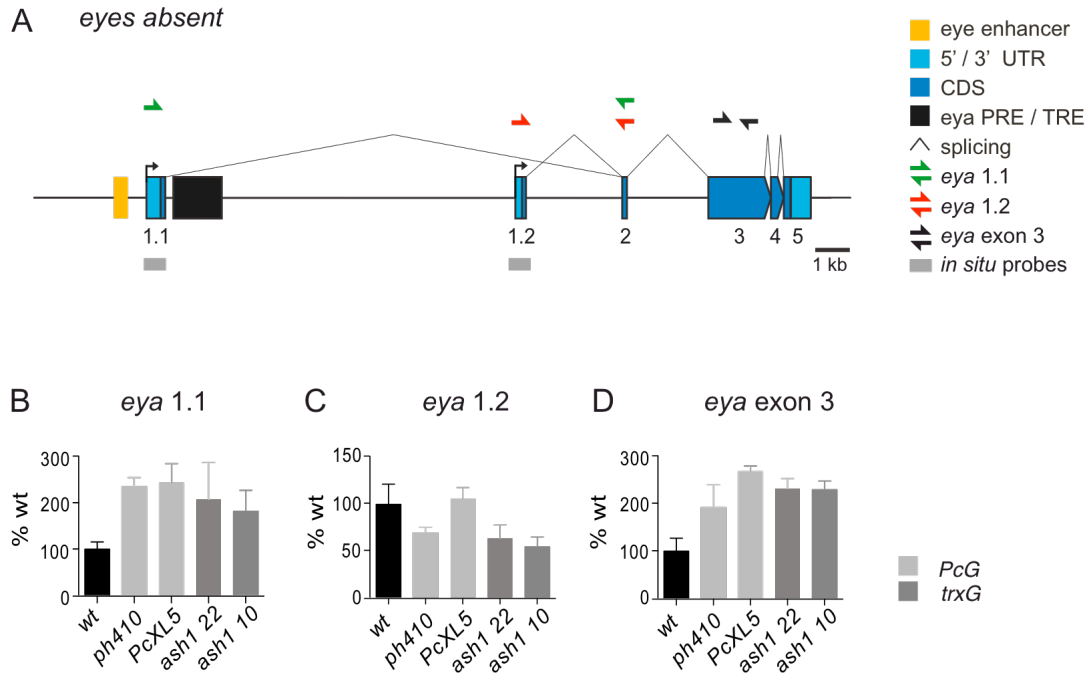 A eyes absent
eye enhancer
5' / 3' UTR
CDS
eya PRE / TRE
splicing
eya 1.1
eya 1.2
eya exon 3
in situ probes
1.1 1.2 2 3 4 5
1 kb
B eya 1.1
% wt
300
200
100
0
wt ph410 PcXL5 ash1 22 ash1 10
C eya 1.2
% wt
150
100
50
0
wt ph410 PcXL5 ash1 22 ash1 10
D eya exon 3
% wt
300
200
100
0
wt ph410 PcXL5 ash1 22 ash1 10
PcG
trxG